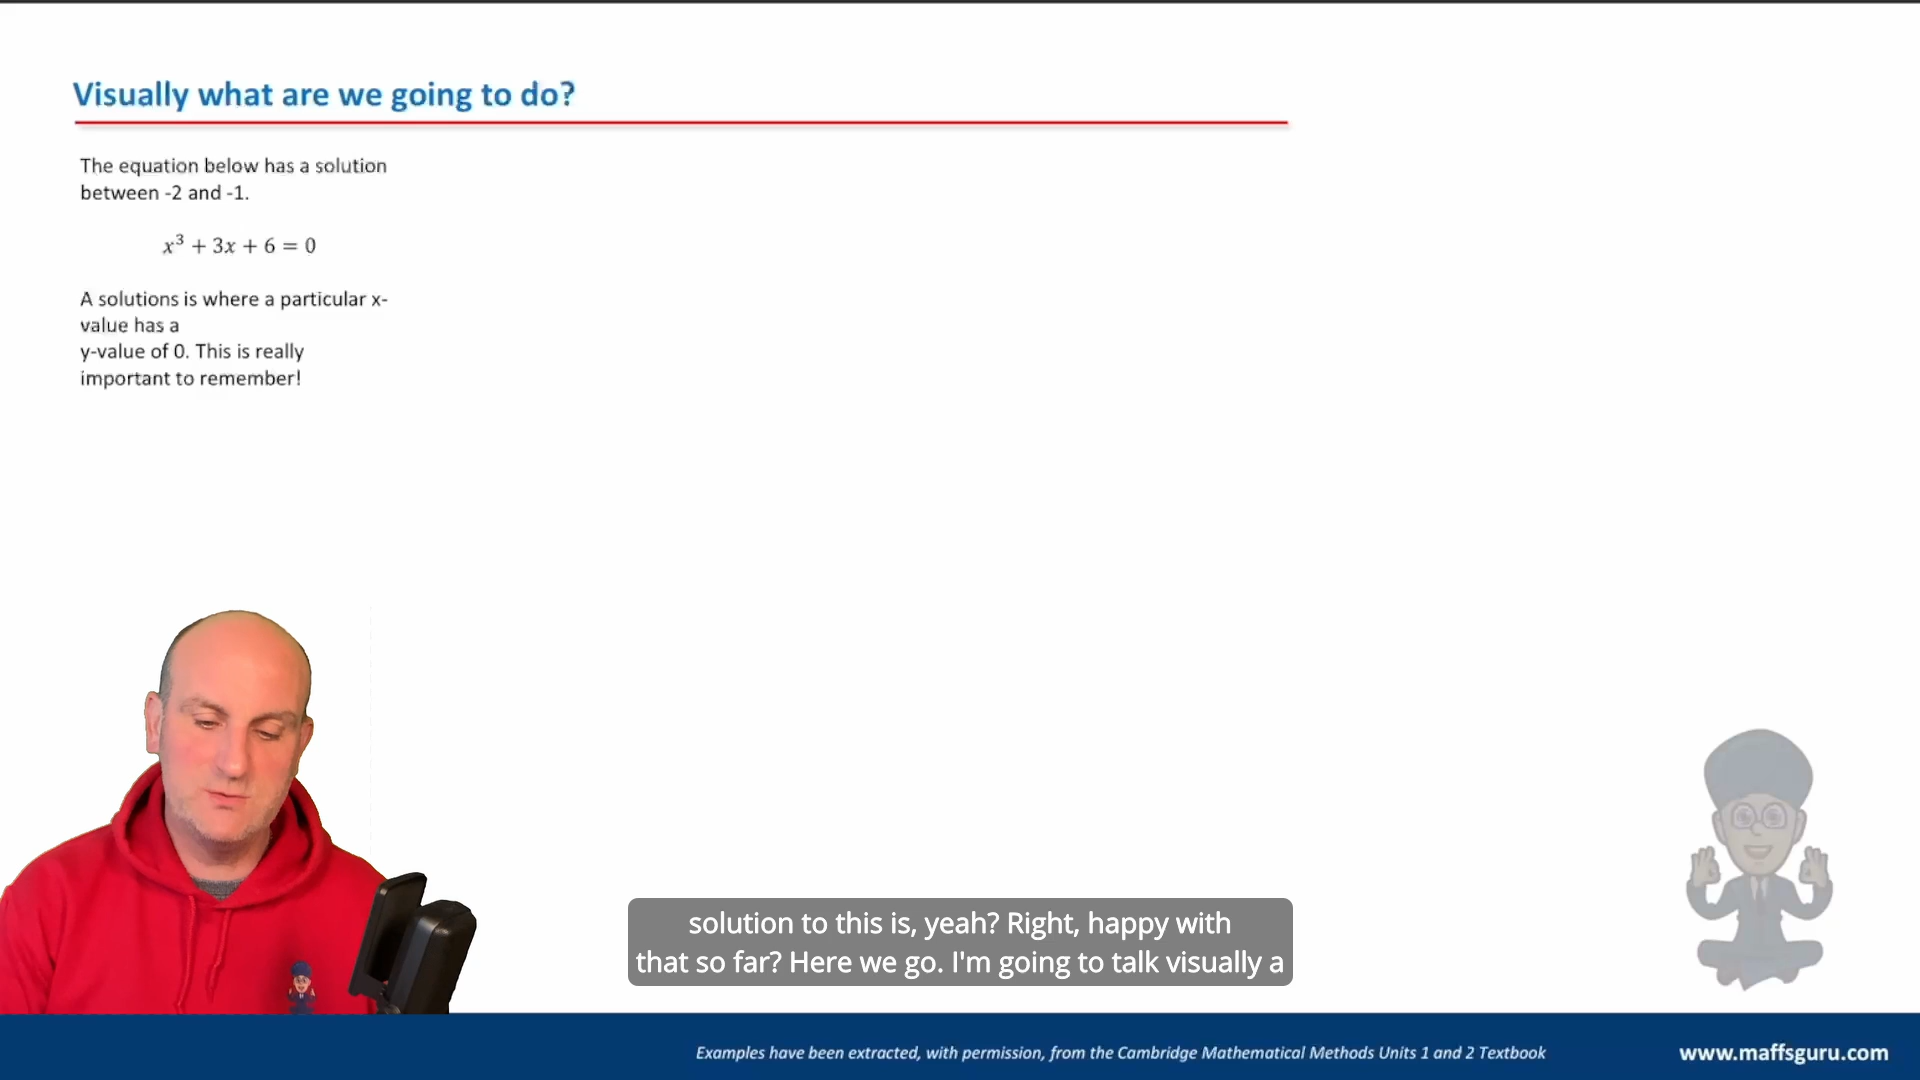 Visually what are we going to do?
The equation below has a solution
between -2 and -1.
x³ + 3x + 6 = 0
A solutions is where a particular x-
value has a
y-value of 0. This is really
important to remember!
solution to this is, yeah? Right, happy with
that so far? Here we go. I'm going to talk visually a
Examples have been extracted, with permission, from the Cambridge Mathematical Methods Units 1 and 2 Textbook
www.maffsguru.com